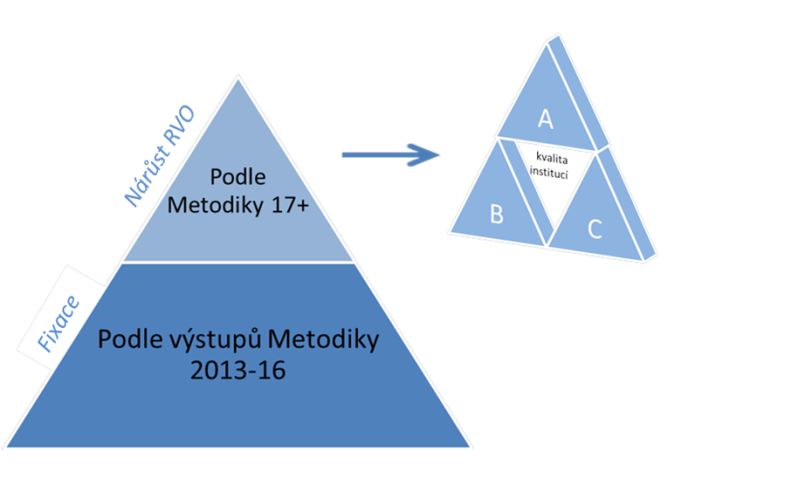 Nárůst RVO
Podle
Metodiky 17+
Fixace
Podle výstupů Metodiky
2013-16
A
kvalita
institucí
B
C